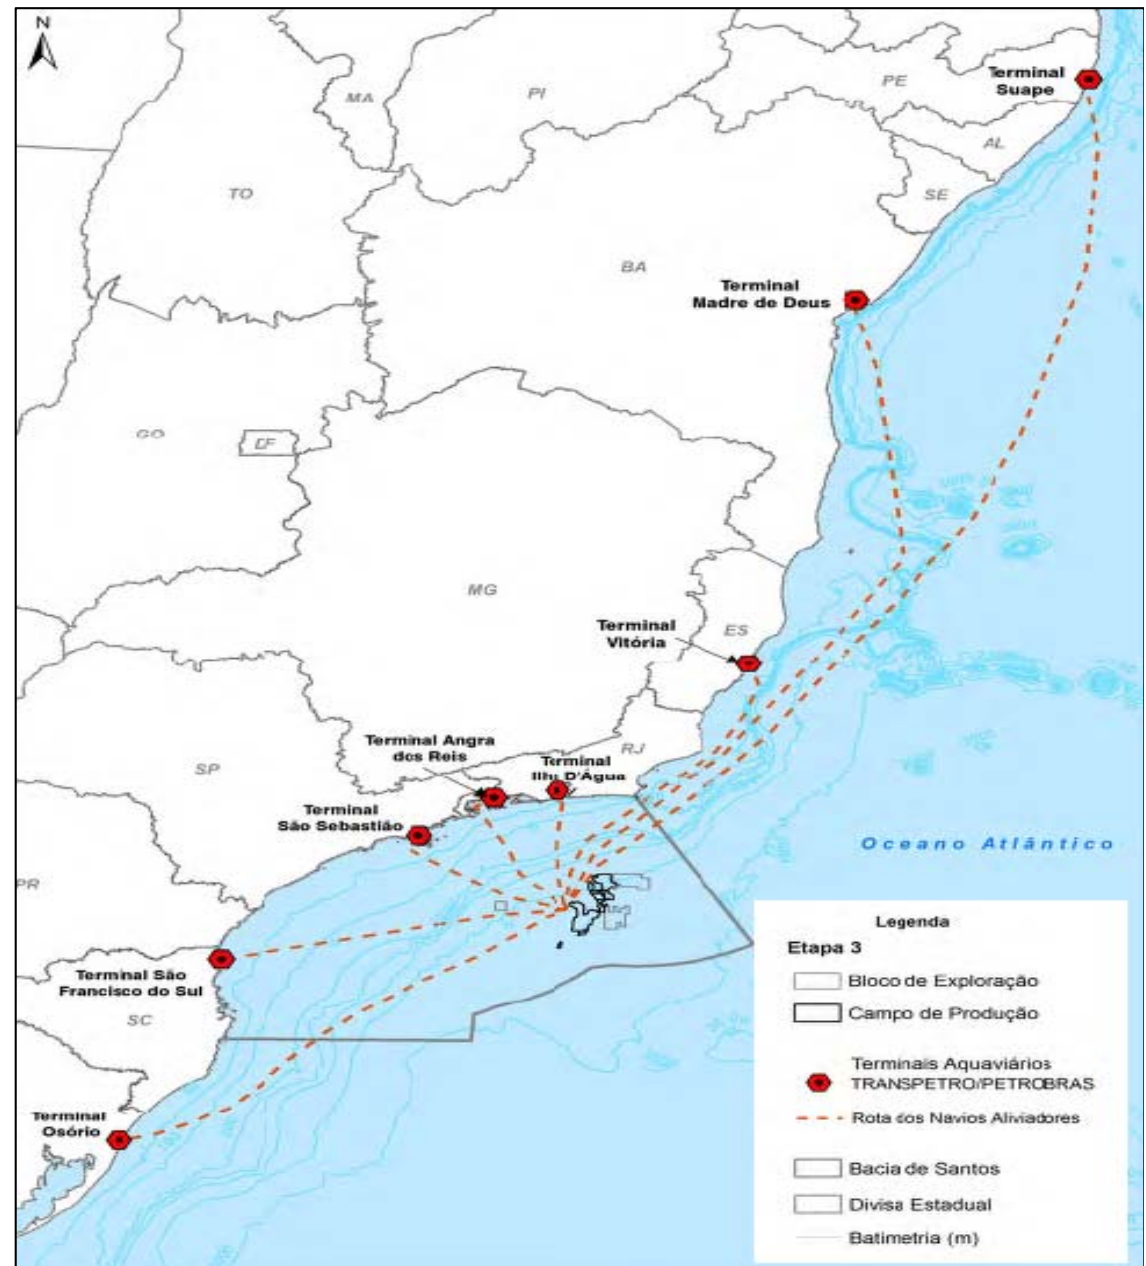 N
Terminal
Suape
PE
MA
PI
AL
TO
SE
BA
Terminal
Madre de Deus
GO
DF
MG
Terminal
Vitória
ES
Terminal Angra
dos Reis
RJ
Terminal
SP
Terminal
São Sebastião
Oceano Atlântico
PR
Terminal São
Francisco do Sul
SC
Terminal
Osório
Legenda
Etapa 3
Bloco de Exploração
Campo de Produção
Terminais Aquaviários
TRANSPETRO/PETROBRAS
Rota dos Navios Aliviadores
Bacia de Santos
Divisa Estadual
Batimetria (m)